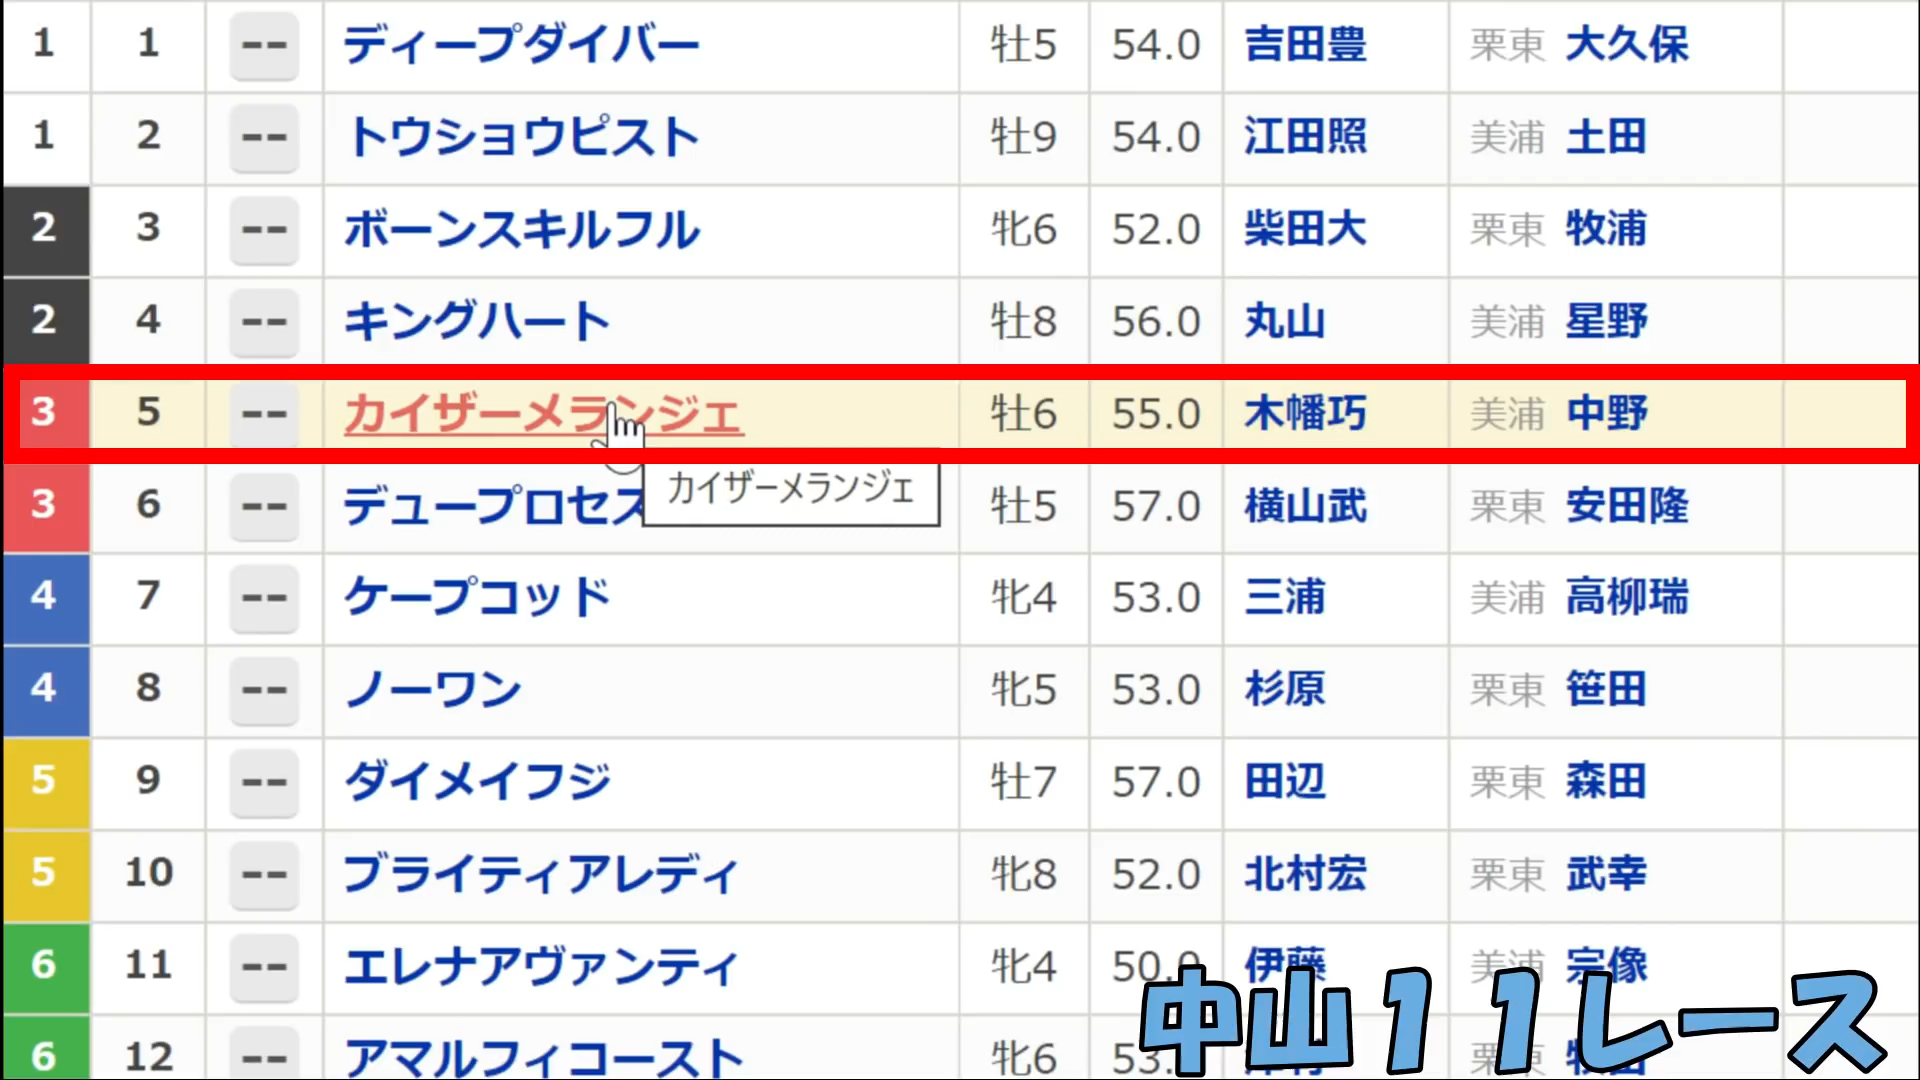 1 1 -- ディープダイバー 牡5 54.0 吉田豊 栗東 大久保
1 2 -- トウショウピスト 牡9 54.0 江田照 美浦 土田
2 3 -- ボーンスキルフル 牝6 52.0 柴田大 栗東 牧浦
2 4 -- キングハート 牡8 56.0 丸山 美浦 星野
3 5 -- カイザーメランジェ 牡6 55.0 木幡巧 美浦 中野
カイザーメランジェ
3 6 -- デュープロセス 牡5 57.0 横山武 栗東 安田隆
4 7 -- ケープコッド 牝4 53.0 三浦 美浦 高柳瑞
4 8 -- ノーワン 牝5 53.0 杉原 栗東 笹田
5 9 -- ダイメイフジ 牡7 57.0 田辺 栗東 森田
5 10 -- ブライティアレディ 牝8 52.0 北村宏 栗東 武幸
6 11 -- エレナアヴァンティ 牝4 50.0 伊藤 美浦 宗像
6 12 -- アマルフィコースト 牝6 53. 栗東
中山11レース